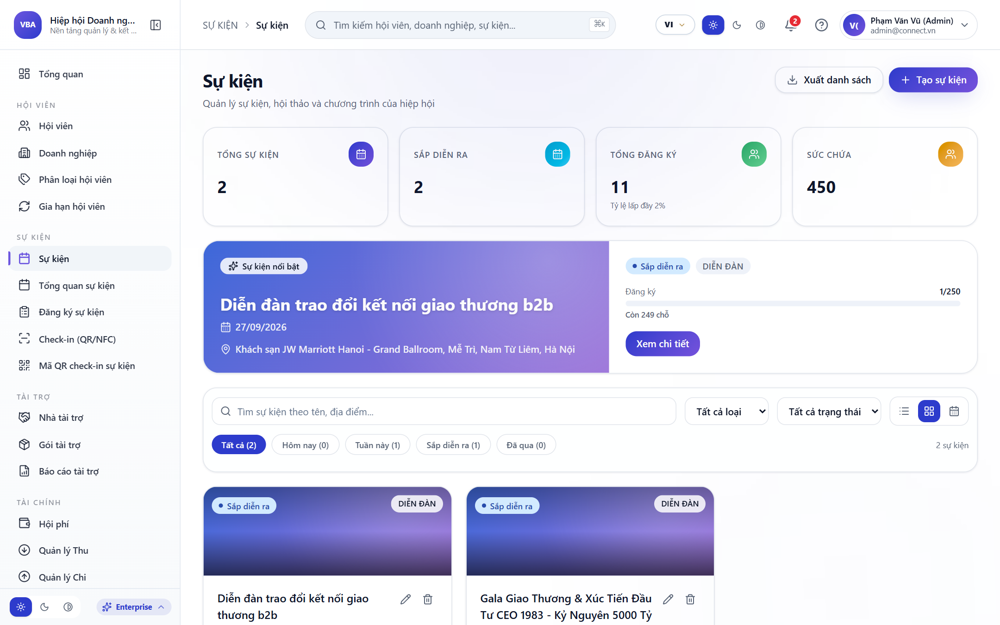 VBA
Hiệp hội Doanh ng...
Nền tảng quản lý & kết ...
SỰ KIỆN > Sự kiện
Tìm kiếm hội viên, doanh nghiệp, sự kiện...
⌘K
VI
2
V(
Phạm Văn Vũ (Admin)
admin@connect.vn
Tổng quan
HỘI VIÊN
Hội viên
Doanh nghiệp
Phân loại hội viên
Gia hạn hội viên
SỰ KIỆN
Sự kiện
Tổng quan sự kiện
Đăng ký sự kiện
Check-in (QR/NFC)
Mã QR check-in sự kiện
TÀI TRỢ
Nhà tài trợ
Gói tài trợ
Báo cáo tài trợ
TÀI CHÍNH
Hội phí
Quản lý Thu
Quản lý Chi
Enterprise
Sự kiện
Quản lý sự kiện, hội thảo và chương trình của hiệp hội
Xuất danh sách
Tạo sự kiện
TỔNG SỰ KIỆN
2
SẮP DIỄN RA
2
TỔNG ĐĂNG KÝ
11
Tỷ lệ lấp đầy 2%
SỨC CHỨA
450
Sự kiện nổi bật
Diễn đàn trao đổi kết nối giao thương b2b
27/09/2026
Khách sạn JW Marriott Hanoi - Grand Ballroom, Mễ Trì, Nam Từ Liêm, Hà Nội
Sắp diễn ra
DIỄN ĐÀN
Đăng ký
1/250
Còn 249 chỗ
Xem chi tiết
Tìm sự kiện theo tên, địa điểm...
Tất cả loại
Tất cả trạng thái
Tất cả (2)
Hôm nay (0)
Tuần này (1)
Sắp diễn ra (1)
Đã qua (0)
2 sự kiện
Sắp diễn ra
DIỄN ĐÀN
Diễn đàn trao đổi kết nối giao
thương b2b
Sắp diễn ra
DIỄN ĐÀN
Gala Giao Thương & Xúc Tiến Đầu
Tư CEO 1983 - Kỷ Nguyên 5000 Tỷ